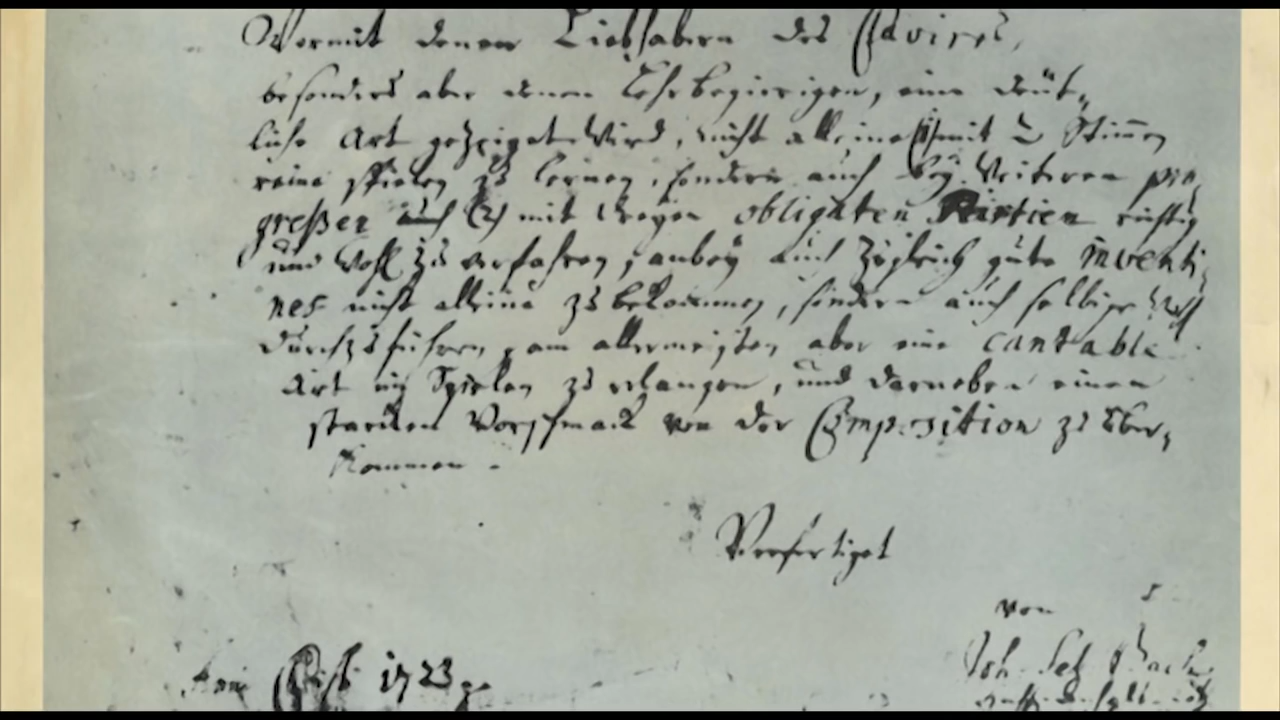 Wormit denen Liebhabern des Clavires,
besonders aber denen Lehrbegierigen, eine deüt-
liche Art gezeiget wird, nicht alleine (1) mit 2 Stimen
reine spielen zu lernen, sondern auch bey weiteren pro-
greßen auch (2) mit dreyen obligaten Partien richtig
und wohl zu verfahren, anbey auch zugleich gute inventi-
ones nicht alleine zu bekommen, sondern auch selbige wohl
durchzuführen, am allermeisten aber eine cantable
Art im Spielen zu erlangen, und darneben einen
starcken Vorschmack von der Composition zu über-
kommen.
Verfertiget
von
Joh. Seb. Bach
Anno Christi 1723.